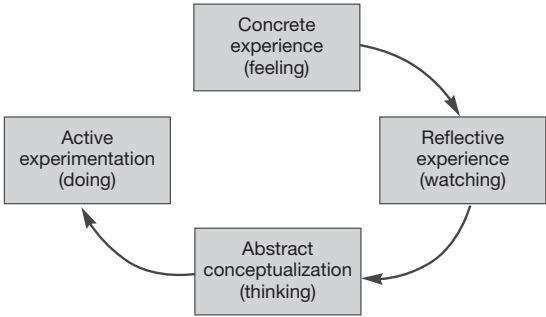 Concrete
experience
(feeling)
Reflective
experience
(watching)
Abstract
conceptualization
(thinking)
Active
experimentation
(doing)